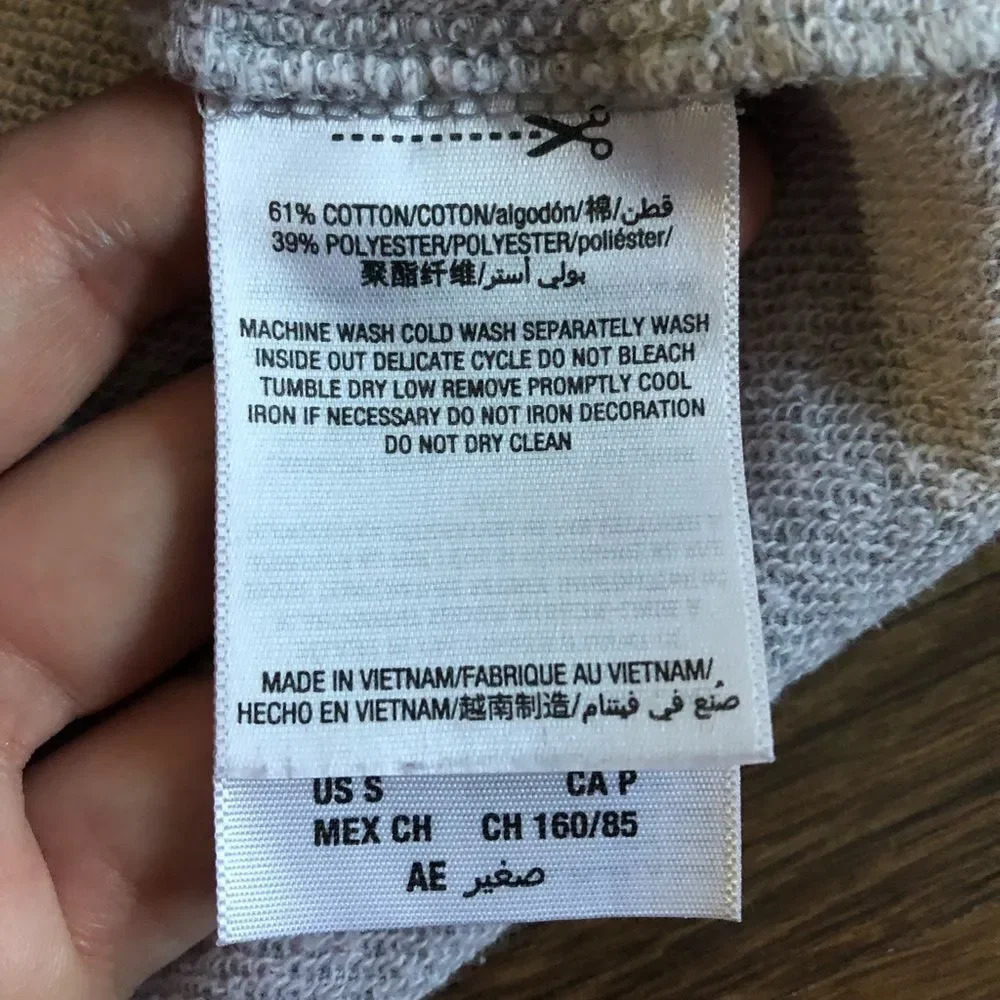 61% COTTON/COTON/algodón/棉/قطن
39% POLYESTER/POLYESTER/poliéster/
聚酯纤维/بولي أستر
MACHINE WASH COLD WASH SEPARATELY WASH
INSIDE OUT DELICATE CYCLE DO NOT BLEACH
TUMBLE DRY LOW REMOVE PROMPTLY COOL
IRON IF NECESSARY DO NOT IRON DECORATION
DO NOT DRY CLEAN
MADE IN VIETNAM/FABRIQUE AU VIETNAM/
HECHO EN VIETNAM/越南制造/صنع في فيتنام
US S CA P
MEX CH CH 160/85
AE صغير